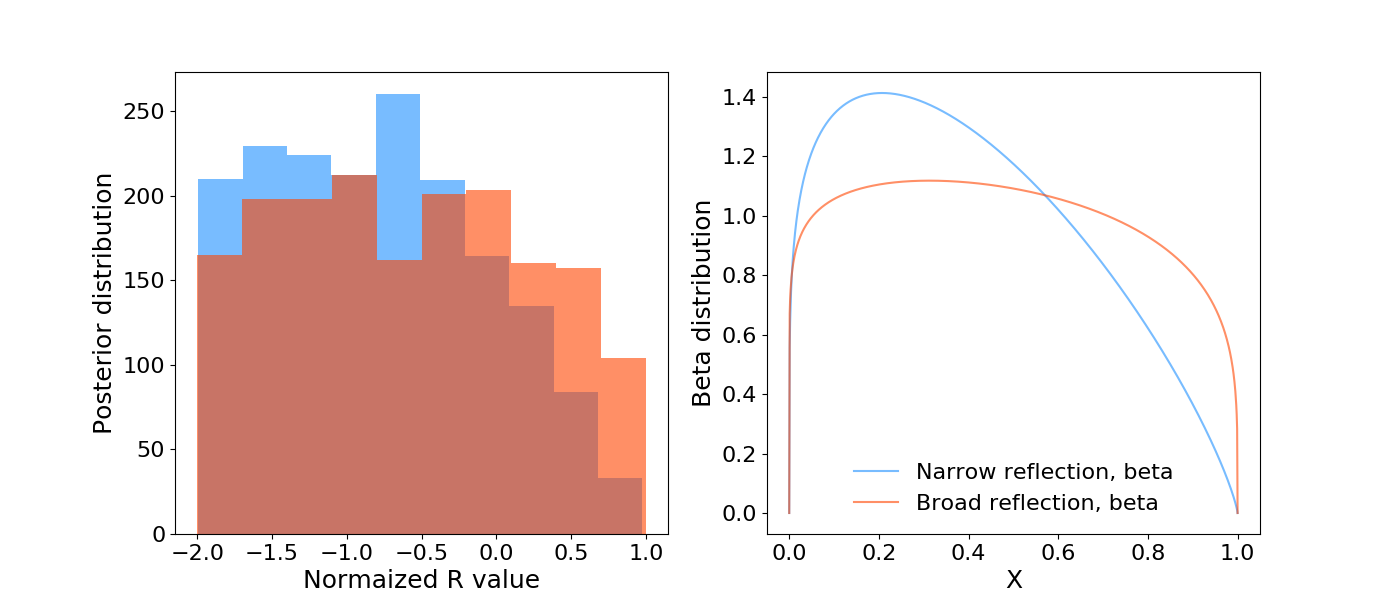 250
200
150
100
50
0
Posterior distribution
−2.0 −1.5 −1.0 −0.5 0.0 0.5 1.0
Normaized R value
1.4
1.2
1.0
0.8
0.6
0.4
0.2
0.0
Beta distribution
Narrow reflection, beta
Broad reflection, beta
0.0 0.2 0.4 0.6 0.8 1.0
X